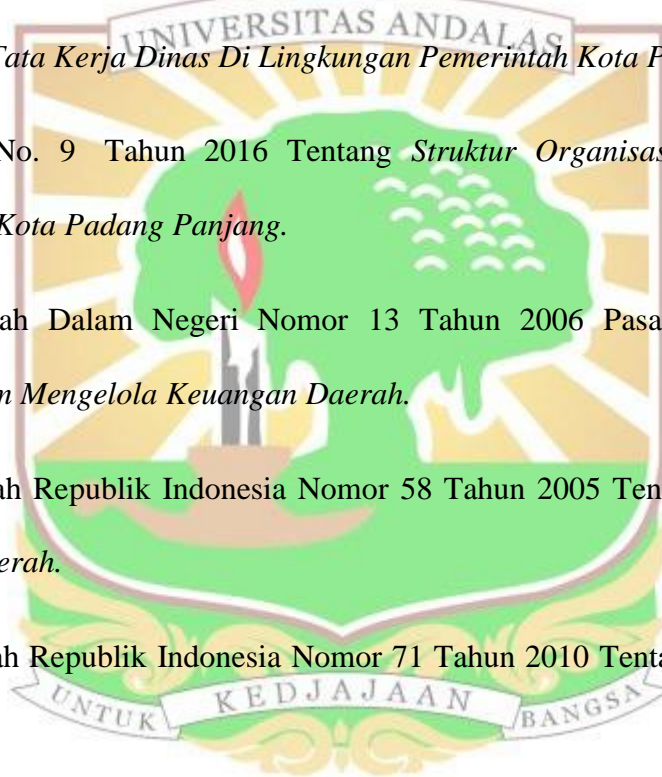 UNIVERSITAS ANDALAS
Tata Kerja Dinas Di Lingkungan Pemerintah Kota P
No. 9 Tahun 2016 Tentang Struktur Organisas
Kota Padang Panjang.
ah Dalam Negeri Nomor 13 Tahun 2006 Pasa
n Mengelola Keuangan Daerah.
ah Republik Indonesia Nomor 58 Tahun 2005 Ten
erah.
ah Republik Indonesia Nomor 71 Tahun 2010 Tenta
UNTUK KEDJAJAAN BANGSA